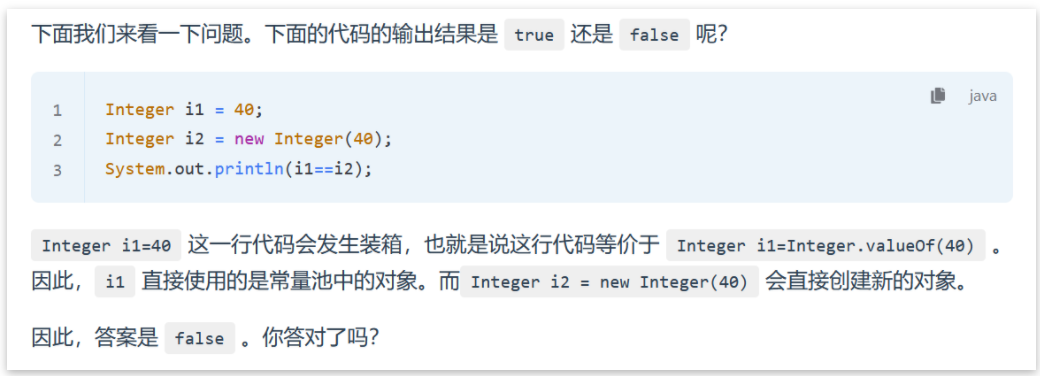 下面我们来看一下问题。下面的代码的输出结果是 true 还是 false 呢？
java
1 Integer i1 = 40;
2 Integer i2 = new Integer(40);
3 System.out.println(i1==i2);
Integer i1=40 这一行代码会发生装箱，也就是说这行代码等价于 Integer i1=Integer.valueOf(40) 。
因此， i1 直接使用的是常量池中的对象。而 Integer i2 = new Integer(40) 会直接创建新的对象。
因此，答案是 false 。你答对了吗？